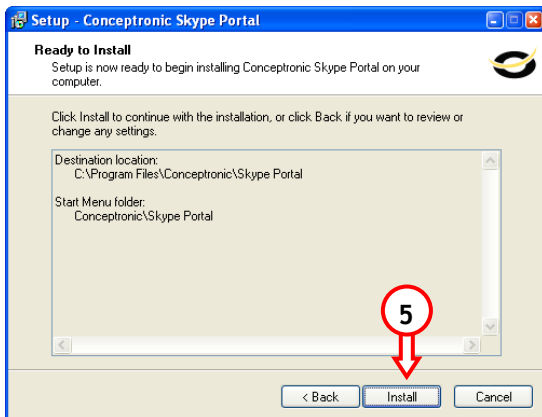 Setup - Conceptronic Skype Portal
Ready to Install
Setup is now ready to begin installing Conceptronic Skype Portal on your
computer.
Click Install to continue with the installation, or click Back if you want to review or
change any settings.
Destination location:
C:\Program Files\Conceptronic\Skype Portal
Start Menu folder:
Conceptronic\Skype Portal
5
< Back Install Cancel